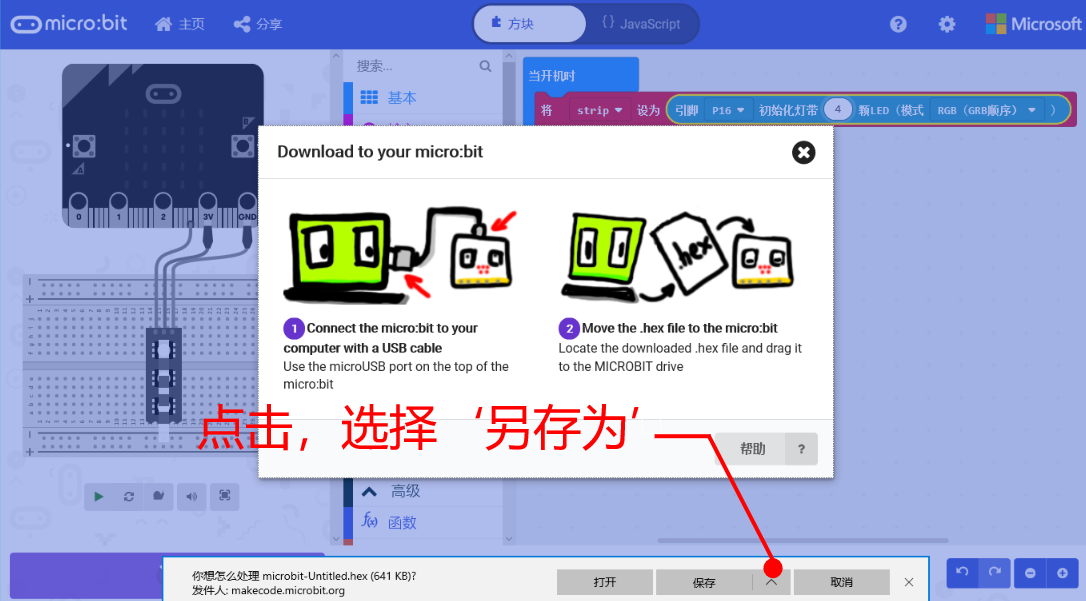 micro:bit
主页
分享
方块
{} JavaScript
?
Microsoft
搜索...
基本
当开机时
将 strip 设为 引脚 P16 初始化灯带 4 颗LED（模式 RGB（GRB顺序） ）
Download to your micro:bit
B
A
0 1 2 3V GND
.hex
1 Connect the micro:bit to your
computer with a USB cable
Use the microUSB port on the top of the
micro:bit
2 Move the .hex file to the micro:bit
Locate the downloaded .hex file and drag it
to the MICROBIT drive
点击，选择‘另存为’
帮助 ?
高级
f(x) 函数
你想怎么处理 microbit-Untitled.hex (641 KB)?
发件人: makecode.microbit.org
打开
保存
取消